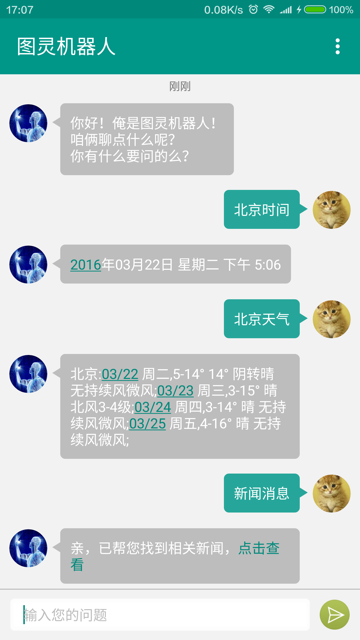 17:07
0.08K/s
100%
图灵机器人
刚刚
你好！俺是图灵机器人！
咱俩聊点什么呢？
你有什么要问的么？
北京时间
2016年03月22日 星期二 下午 5:06
北京天气
北京:03/22 周二,5-14° 14° 阴转晴
无持续风微风;03/23 周三,3-15° 晴
北风3-4级;03/24 周四,3-14° 晴 无持
续风微风;03/25 周五,4-16° 晴 无持
续风微风;
新闻消息
亲，已帮您找到相关新闻，点击查
看
输入您的问题